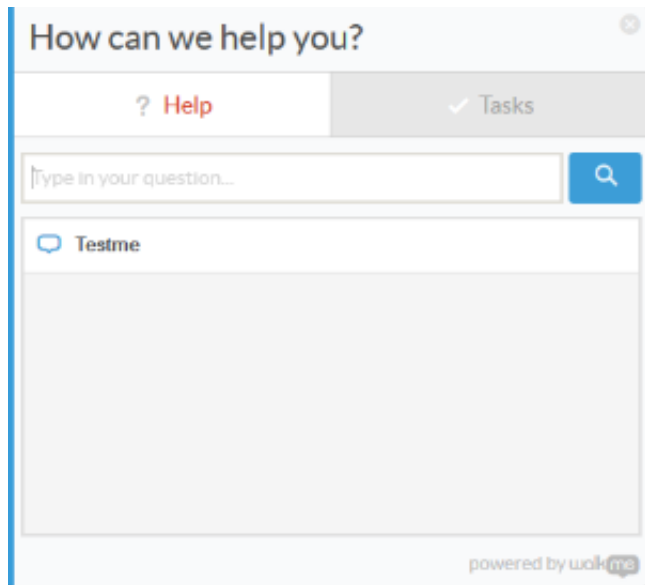 How can we help you?
? Help
Tasks
Type in your question...
Testme
powered by walkme